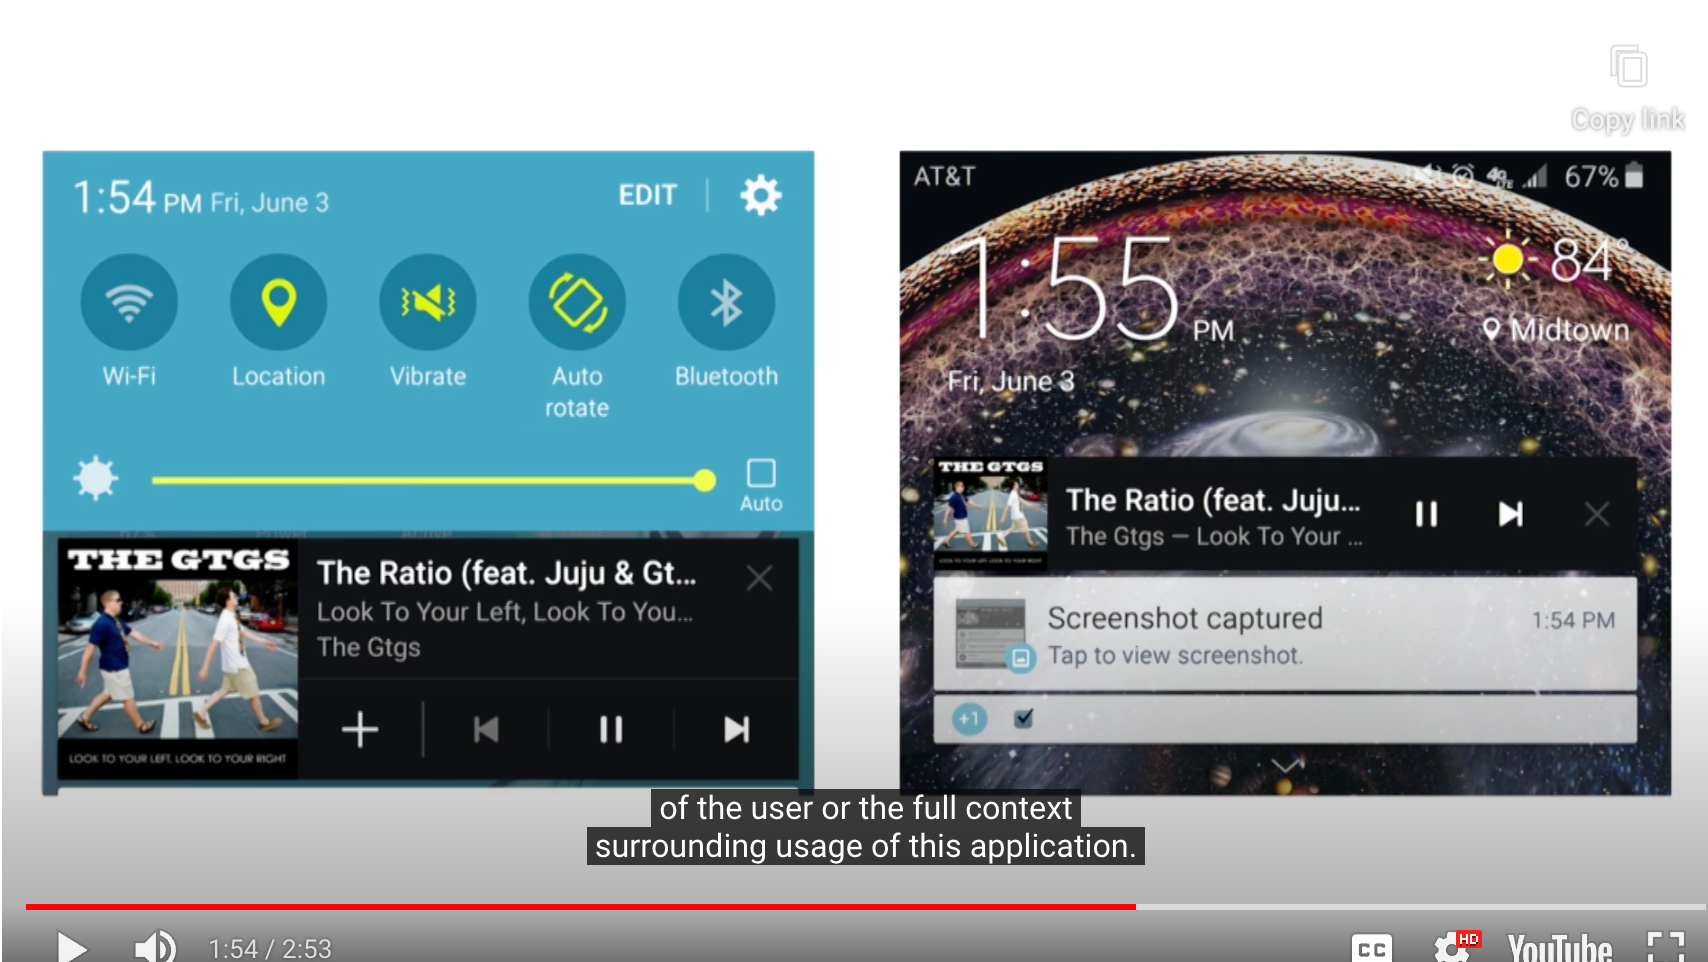 Copy link
1:54 PM Fri, June 3
EDIT
Wi-Fi
Location
Vibrate
Auto
rotate
Bluetooth
Auto
THE GTGS
LOOK TO YOUR LEFT, LOOK TO YOUR RIGHT
The Ratio (feat. Juju & Gt...
Look To Your Left, Look To You...
The Gtgs
AT&T
4G LTE
67%
1:55 PM
84°
Midtown
Fri, June 3
THE GTGS
The Ratio (feat. Juju...
The Gtgs — Look To Your ...
Screenshot captured
1:54 PM
Tap to view screenshot.
+1
of the user or the full context
surrounding usage of this application.
1:54 / 2:53
CC
HD
YouTube